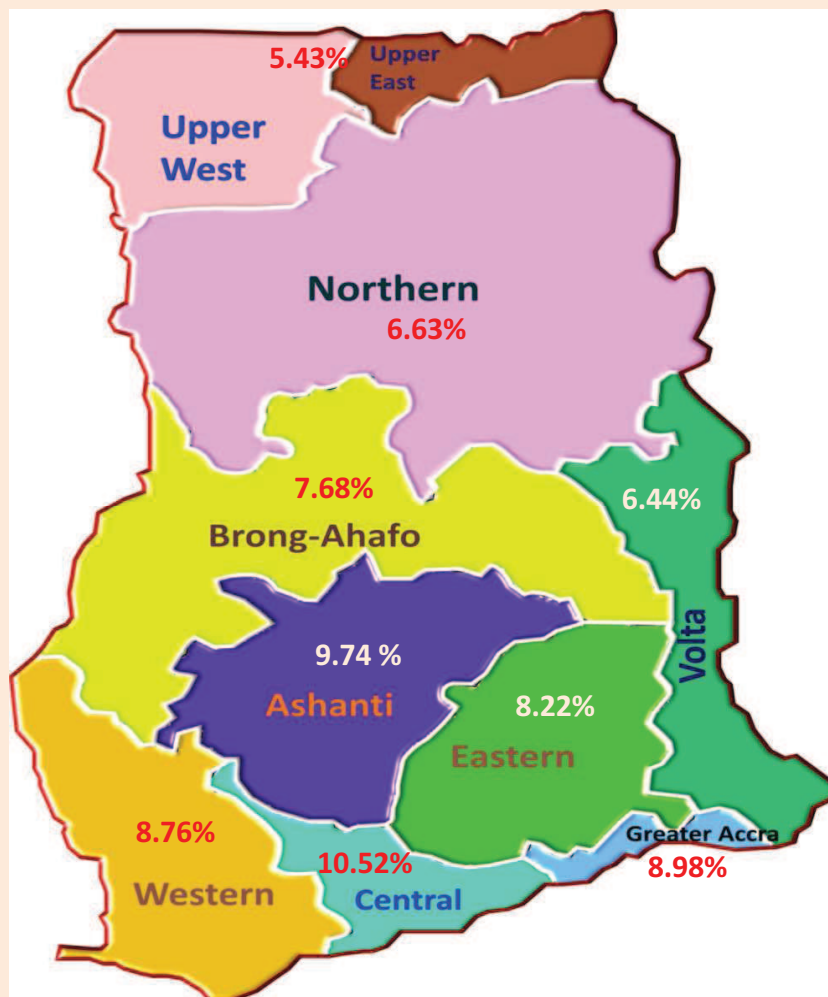 5.43%
Upper
East
Upper
West
Northern
6.63%
7.68%
Brong-Ahafo
6.44%
Volta
9.74 %
Ashanti
8.22%
Eastern
8.76%
Western
10.52%
Central
Greater Accra
8.98%